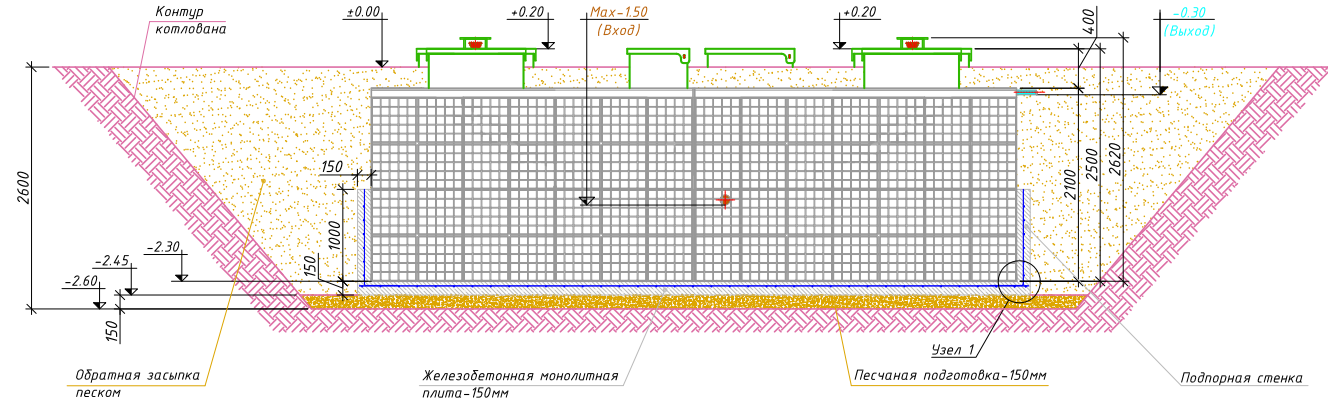 Контур
котлована
±0.00
+0.20
Max-1.50
(Вход)
+0.20
400
-0.30
(Выход)
2600
150
1000
150
-2.30
-2.45
-2.60
150
2100
2500
2620
Узел 1
Обратная засыпка
песком
Железобетонная монолитная
плита-150мм
Песчаная подготовка-150мм
Подпорная стенка